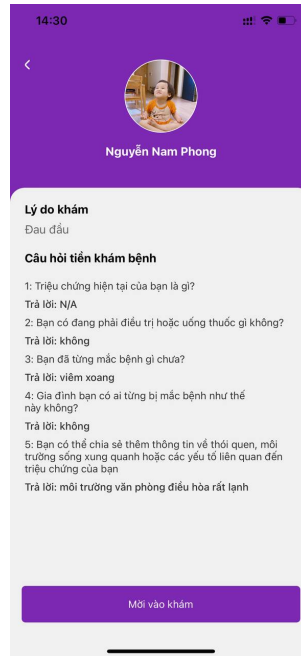 14:30
Nguyễn Nam Phong
Lý do khám
Đau đầu
Câu hỏi tiền khám bệnh
1: Triệu chứng hiện tại của bạn là gì?
Trả lời: N/A
2: Bạn có đang phải điều trị hoặc uống thuốc gì không?
Trả lời: không
3: Bạn đã từng mắc bệnh gì chưa?
Trả lời: viêm xoang
4: Gia đình bạn có ai từng bị mắc bệnh như thế
này không?
Trả lời: không
5: Bạn có thể chia sẻ thêm thông tin về thói quen, môi
trường sống xung quanh hoặc các yếu tố liên quan đến
triệu chứng của bạn
Trả lời: môi trường văn phòng điều hòa rất lạnh
Mời vào khám